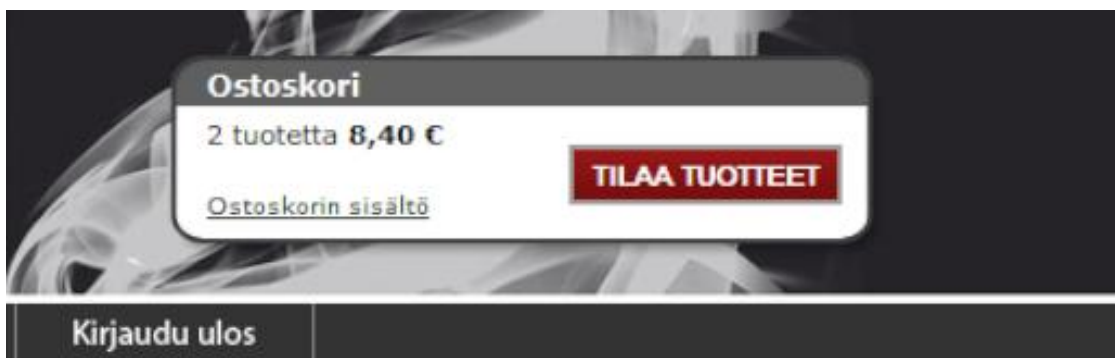 Ostoskori
2 tuotetta 8,40 €
TILAA TUOTTEET
Ostoskorin sisältö
Kirjaudu ulos